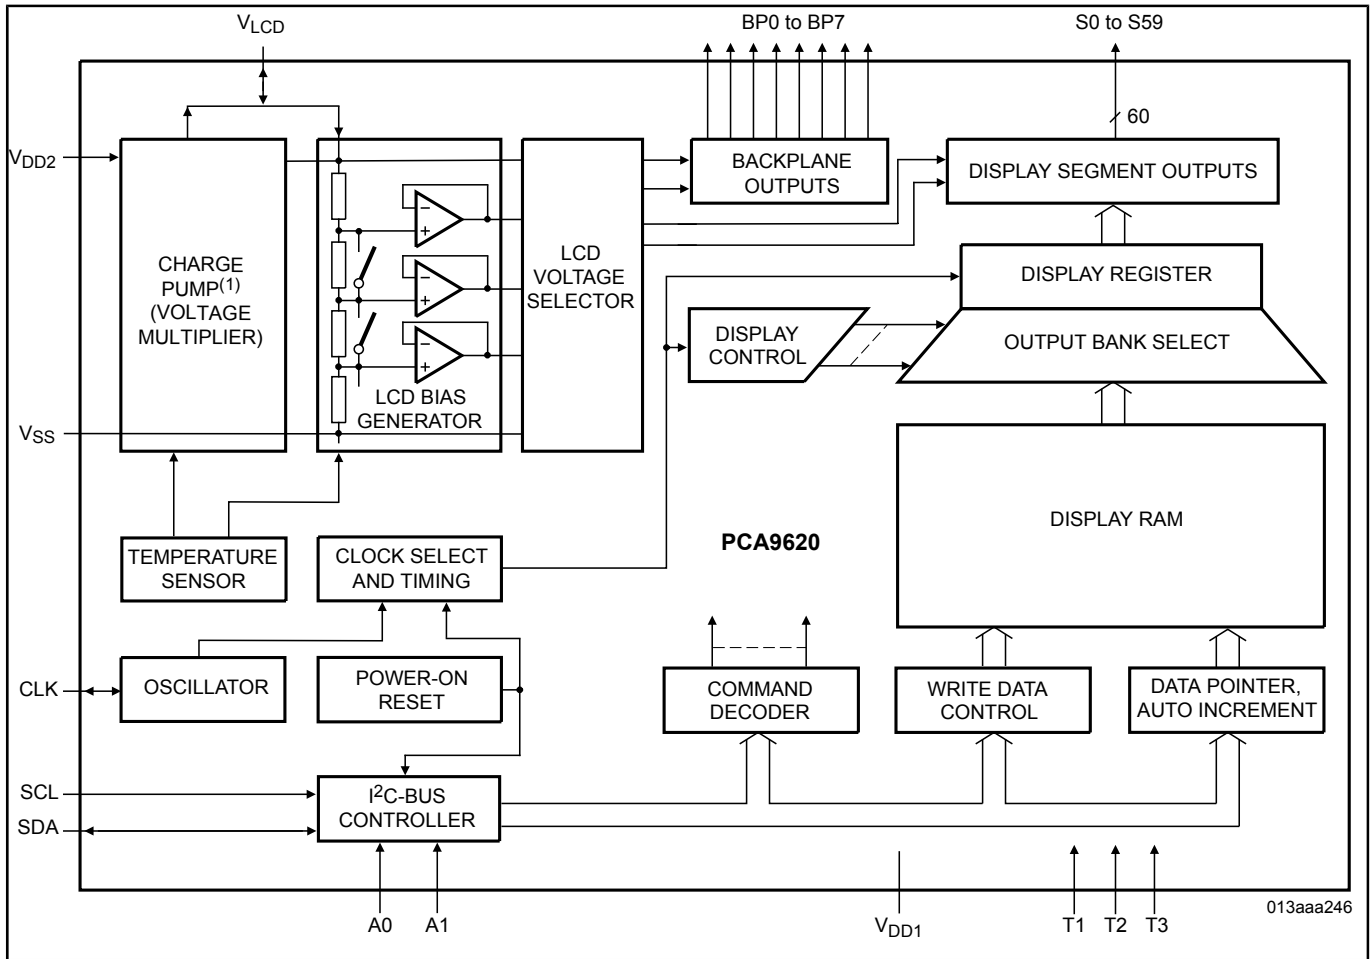 VLCD
BP0 to BP7
S0 to S59
60
VDD2
BACKPLANE
OUTPUTS
DISPLAY SEGMENT OUTPUTS
CHARGE
PUMP(1)
(VOLTAGE
MULTIPLIER)
LCD
VOLTAGE
SELECTOR
DISPLAY REGISTER
DISPLAY
CONTROL
OUTPUT BANK SELECT
−
+
−
+
−
+
LCD BIAS
GENERATOR
VSS
DISPLAY RAM
PCA9620
TEMPERATURE
SENSOR
CLOCK SELECT
AND TIMING
CLK
OSCILLATOR
POWER-ON
RESET
COMMAND
DECODER
WRITE DATA
CONTROL
DATA POINTER,
AUTO INCREMENT
SCL
SDA
I2C-BUS
CONTROLLER
A0
A1
VDD1
T1
T2
T3
013aaa246